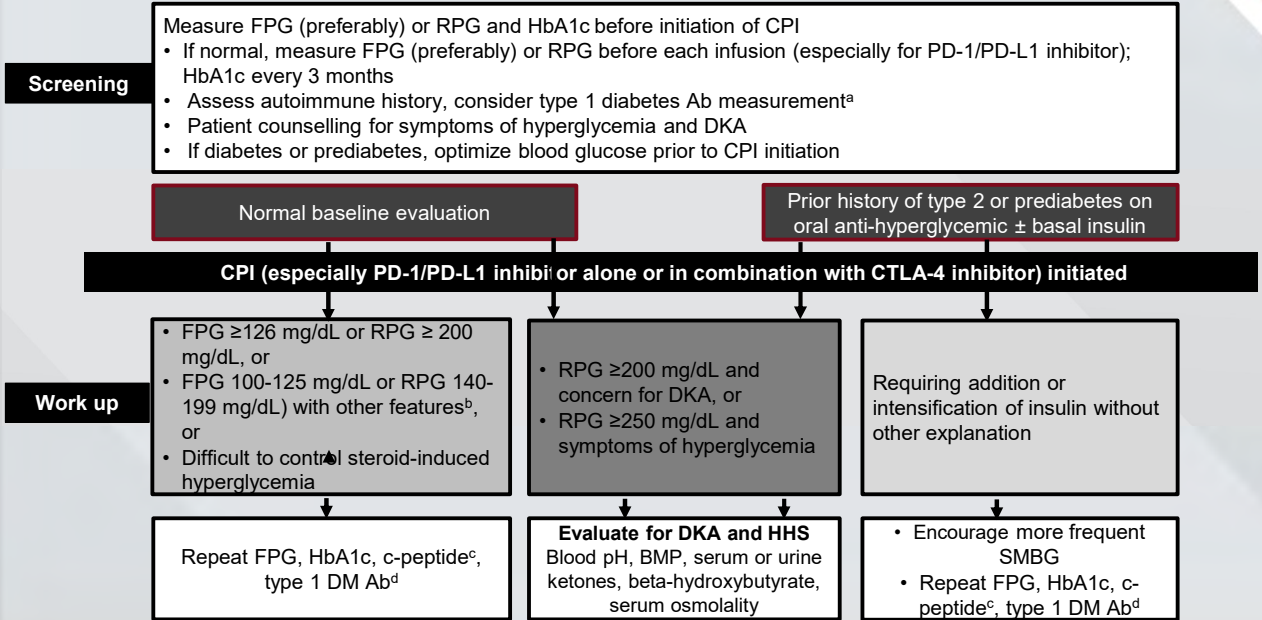 Screening
Measure FPG (preferably) or RPG and HbA1c before initiation of CPI
• If normal, measure FPG (preferably) or RPG before each infusion (especially for PD-1/PD-L1 inhibitor);
HbA1c every 3 months
• Assess autoimmune history, consider type 1 diabetes Ab measurementᵃ
• Patient counselling for symptoms of hyperglycemia and DKA
• If diabetes or prediabetes, optimize blood glucose prior to CPI initiation
Normal baseline evaluation
Prior history of type 2 or prediabetes on
oral anti-hyperglycemic ± basal insulin
CPI (especially PD-1/PD-L1 inhibitor alone or in combination with CTLA-4 inhibitor) initiated
Work up
• FPG ≥126 mg/dL or RPG ≥ 200
mg/dL, or
• FPG 100-125 mg/dL or RPG 140-
199 mg/dL) with other featuresᵇ,
or
• Difficult to control steroid-induced
hyperglycemia
• RPG ≥200 mg/dL and
concern for DKA, or
• RPG ≥250 mg/dL and
symptoms of hyperglycemia
Requiring addition or
intensification of insulin without
other explanation
Repeat FPG, HbA1c, c-peptideᶜ,
type 1 DM Abᵈ
Evaluate for DKA and HHS
Blood pH, BMP, serum or urine
ketones, beta-hydroxybutyrate,
serum osmolality
• Encourage more frequent
SMBG
• Repeat FPG, HbA1c, c-
peptideᶜ, type 1 DM Abᵈ